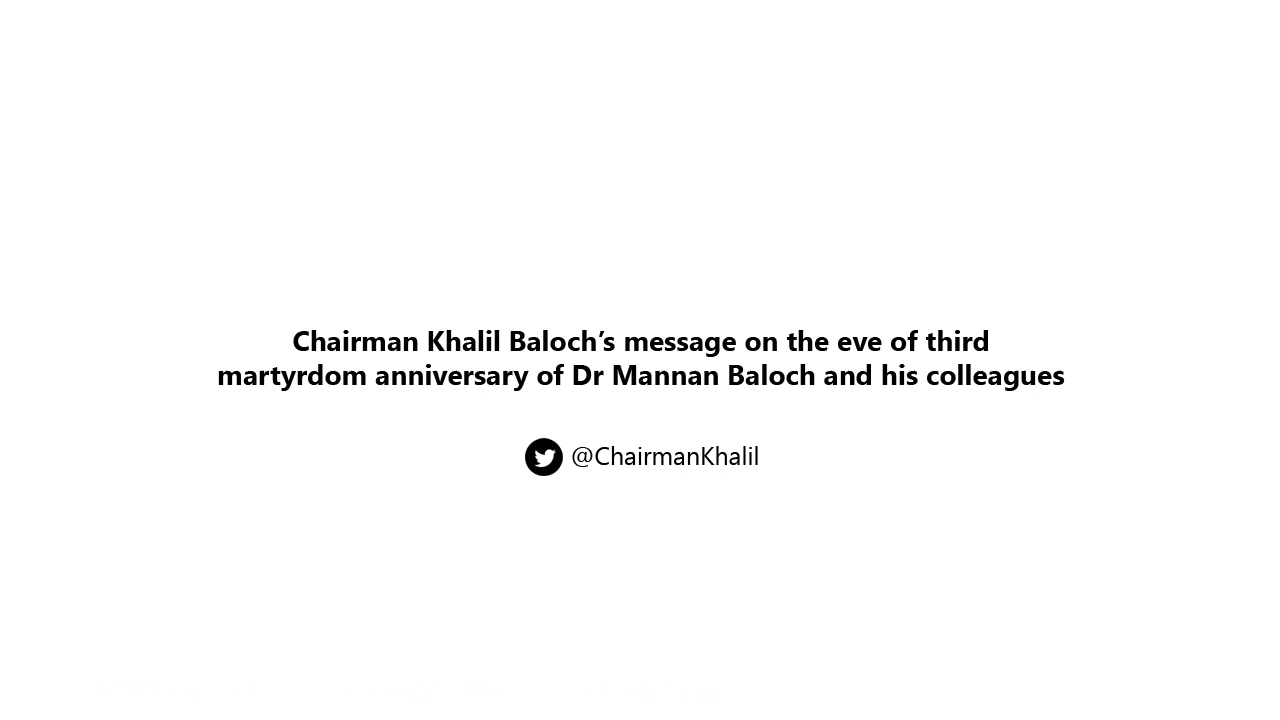 Chairman Khalil Baloch’s message on the eve of third
martyrdom anniversary of Dr Mannan Baloch and his colleagues
@ChairmanKhalil